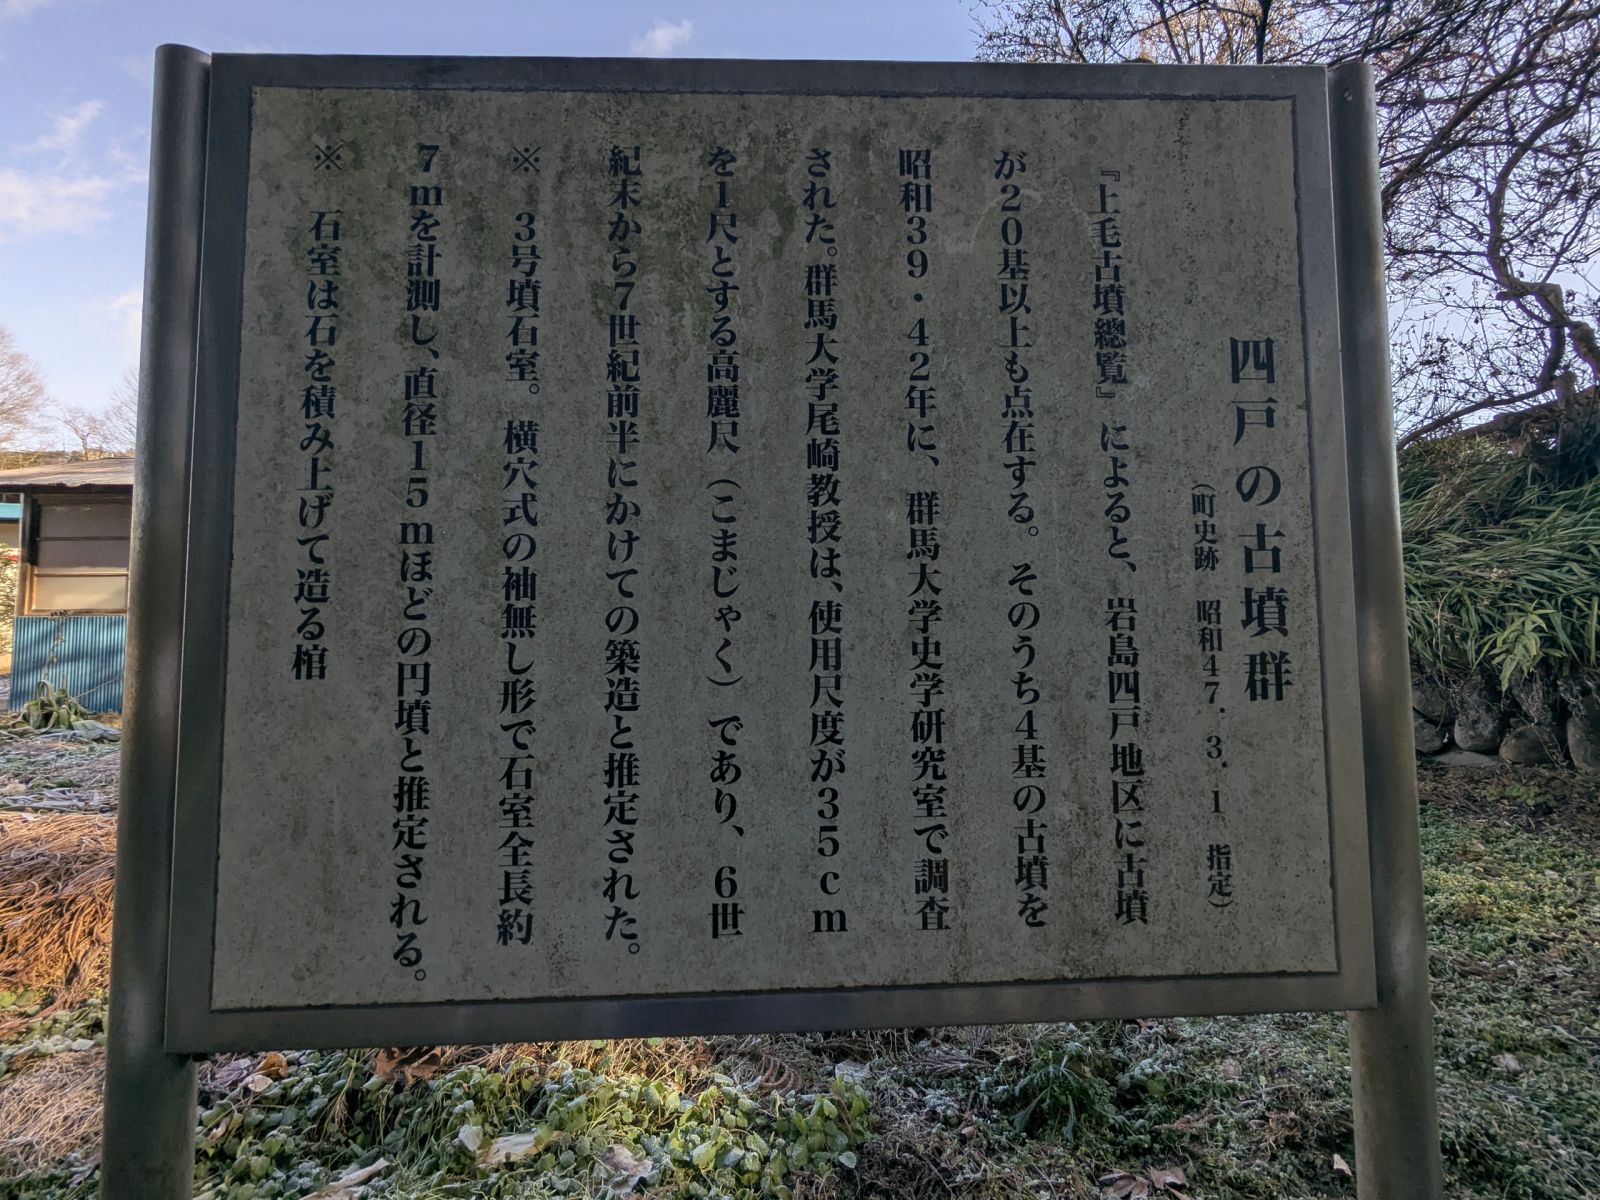 四戸の古墳群
（町史跡　昭和47．3．1　指定）
『上毛古墳總覧』によると、岩島四戸地区に古墳
が20基以上も点在する。そのうち4基の古墳を
昭和39・42年に、群馬大学史学研究室で調査
された。群馬大学尾崎教授は、使用尺度が35cm
を1尺とする高麗尺（こまじゃく）であり、6世
紀末から7世紀前半にかけての築造と推定された。
※　3号墳石室。横穴式の袖無し形で石室全長約
7mを計測し、直径15mほどの円墳と推定される。
※　石室は石を積み上げて造る棺